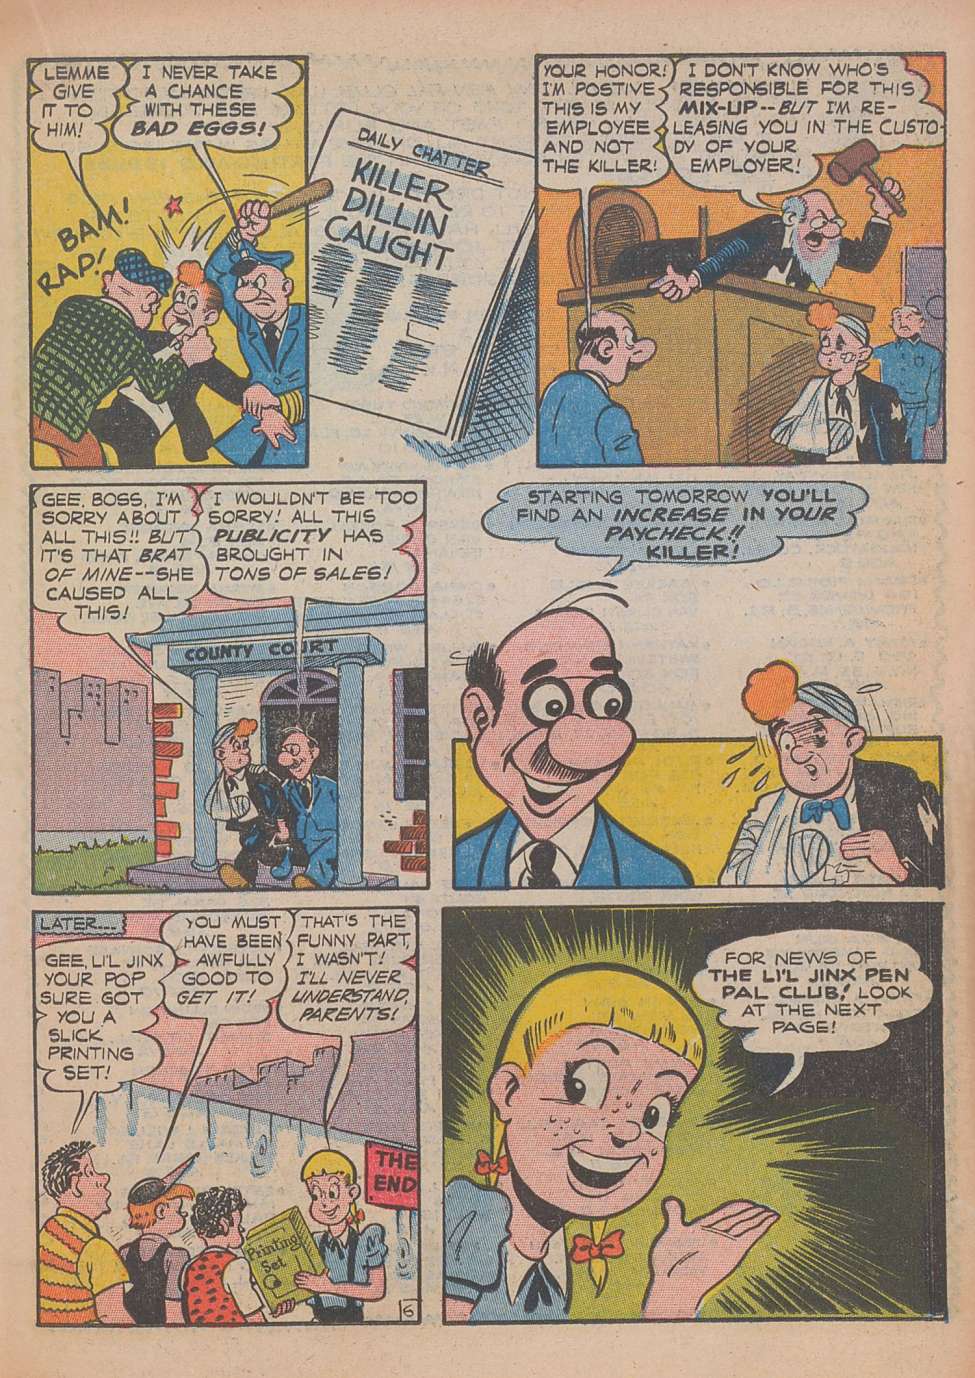 LEMME
GIVE
IT TO
HIM!
I NEVER TAKE
A CHANCE
WITH THESE
BAD EGGS!
BAM!
RAP!
DAILY CHATTER
KILLER
DILLIN
CAUGHT
YOUR HONOR!
I'M POSTIVE
THIS IS MY
EMPLOYEE
AND NOT
THE KILLER!
I DON'T KNOW WHO'S
RESPONSIBLE FOR THIS
MIX-UP--BUT I'M RE-
LEASING YOU IN THE CUSTO-
DY OF YOUR
EMPLOYER!
GEE, BOSS, I'M
SORRY ABOUT
ALL THIS!! BUT
IT'S THAT BRAT
OF MINE--SHE
CAUSED ALL
THIS!
I WOULDN'T BE TOO
SORRY! ALL THIS
PUBLICITY HAS
BROUGHT IN
TONS OF SALES!
COUNTY COURT
STARTING TOMORROW YOU'LL
FIND AN INCREASE IN YOUR
PAYCHECK!!
KILLER!
LATER...
GEE, LI'L JINX
YOUR POP
SURE GOT
YOU A
SLICK
PRINTING
SET!
YOU MUST
HAVE BEEN
AWFULLY
GOOD TO
GET IT!
THAT'S THE
FUNNY PART,
I WASN'T!
I'LL NEVER
UNDERSTAND,
PARENTS!
THE
END
Printing
Set
6
FOR NEWS OF
THE LI'L JINX PEN
PAL CLUB! LOOK
AT THE NEXT
PAGE!